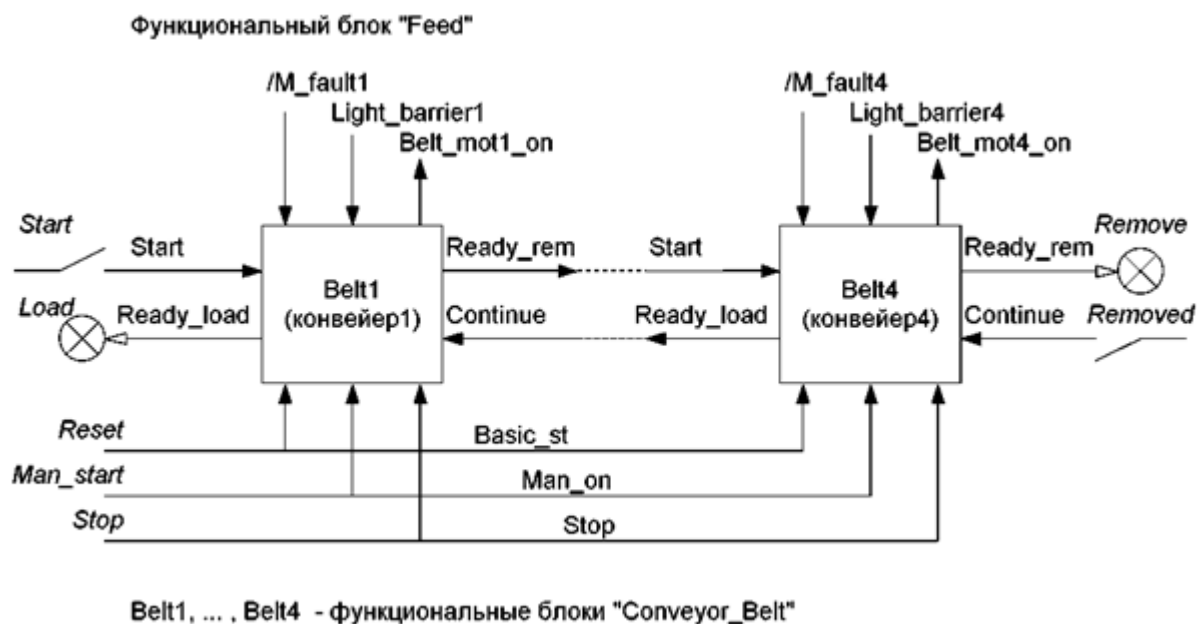 Функциональный блок "Feed"
/M_fault1
/M_fault4
Light_barrier1
Light_barrier4
Belt_mot1_on
Belt_mot4_on
Start
Start
Ready_rem
Start
Ready_rem
Remove
Belt1
(конвейер1)
Belt4
(конвейер4)
Load
Ready_load
Continue
Ready_load
Continue
Removed
Reset
Basic_st
Man_start
Man_on
Stop
Stop
Belt1, ... , Belt4 - функциональные блоки "Conveyor_Belt"